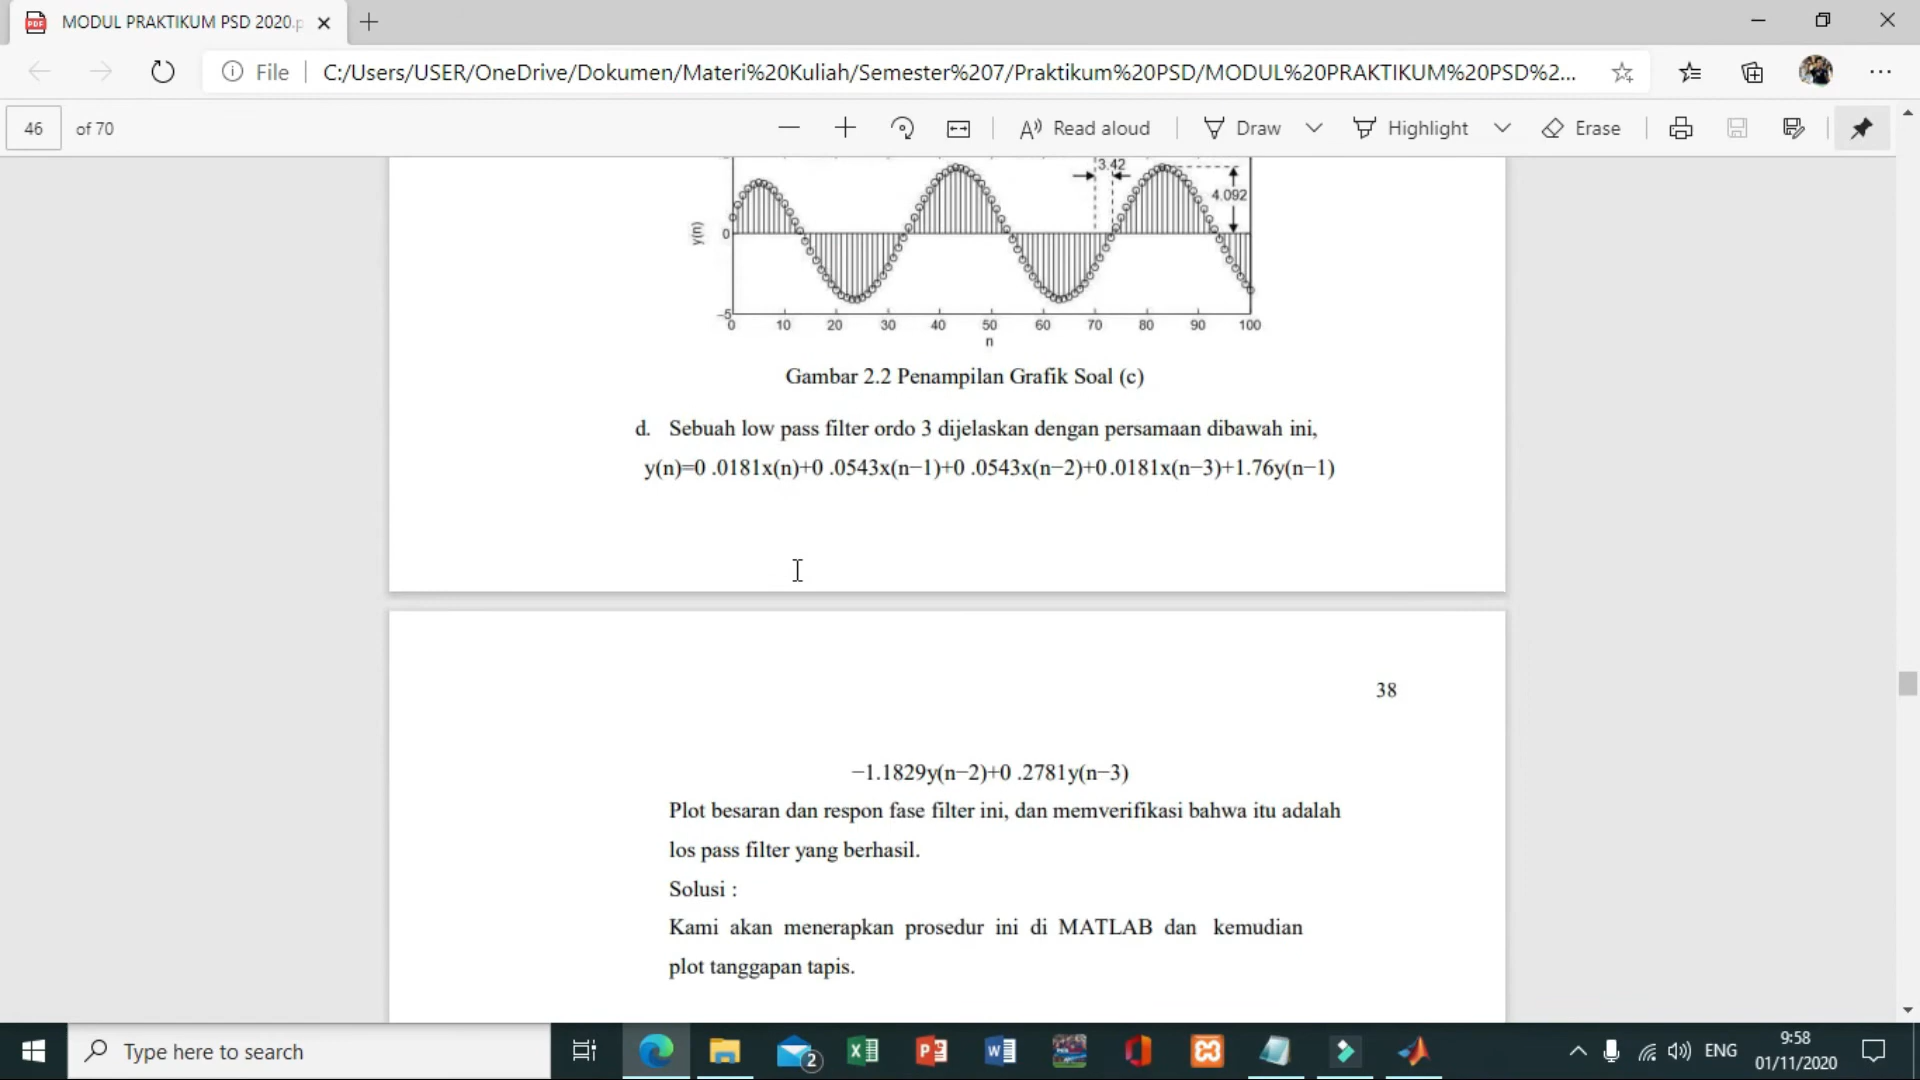 MODUL PRAKTIKUM PSD 2020.p
File
C:/Users/USER/OneDrive/Dokumen/Materi%20Kuliah/Semester%207/Praktikum%20PSD/MODUL%20PRAKTIKUM%20PSD%2...
46 of 70
Read aloud
Draw
Highlight
Erase
3.42
4.092
y(n)
0
-5
0 10 20 30 40 50 60 70 80 90 100
n
Gambar 2.2 Penampilan Grafik Soal (c)
d. Sebuah low pass filter ordo 3 dijelaskan dengan persamaan dibawah ini,
y(n)=0 .0181x(n)+0 .0543x(n−1)+0 .0543x(n−2)+0.0181x(n−3)+1.76y(n−1)
38
−1.1829y(n−2)+0 .2781y(n−3)
Plot besaran dan respon fase filter ini, dan memverifikasi bahwa itu adalah
los pass filter yang berhasil.
Solusi :
Kami akan menerapkan prosedur ini di MATLAB dan kemudian
plot tanggapan tapis.
Type here to search
2
ENG
9:58
01/11/2020